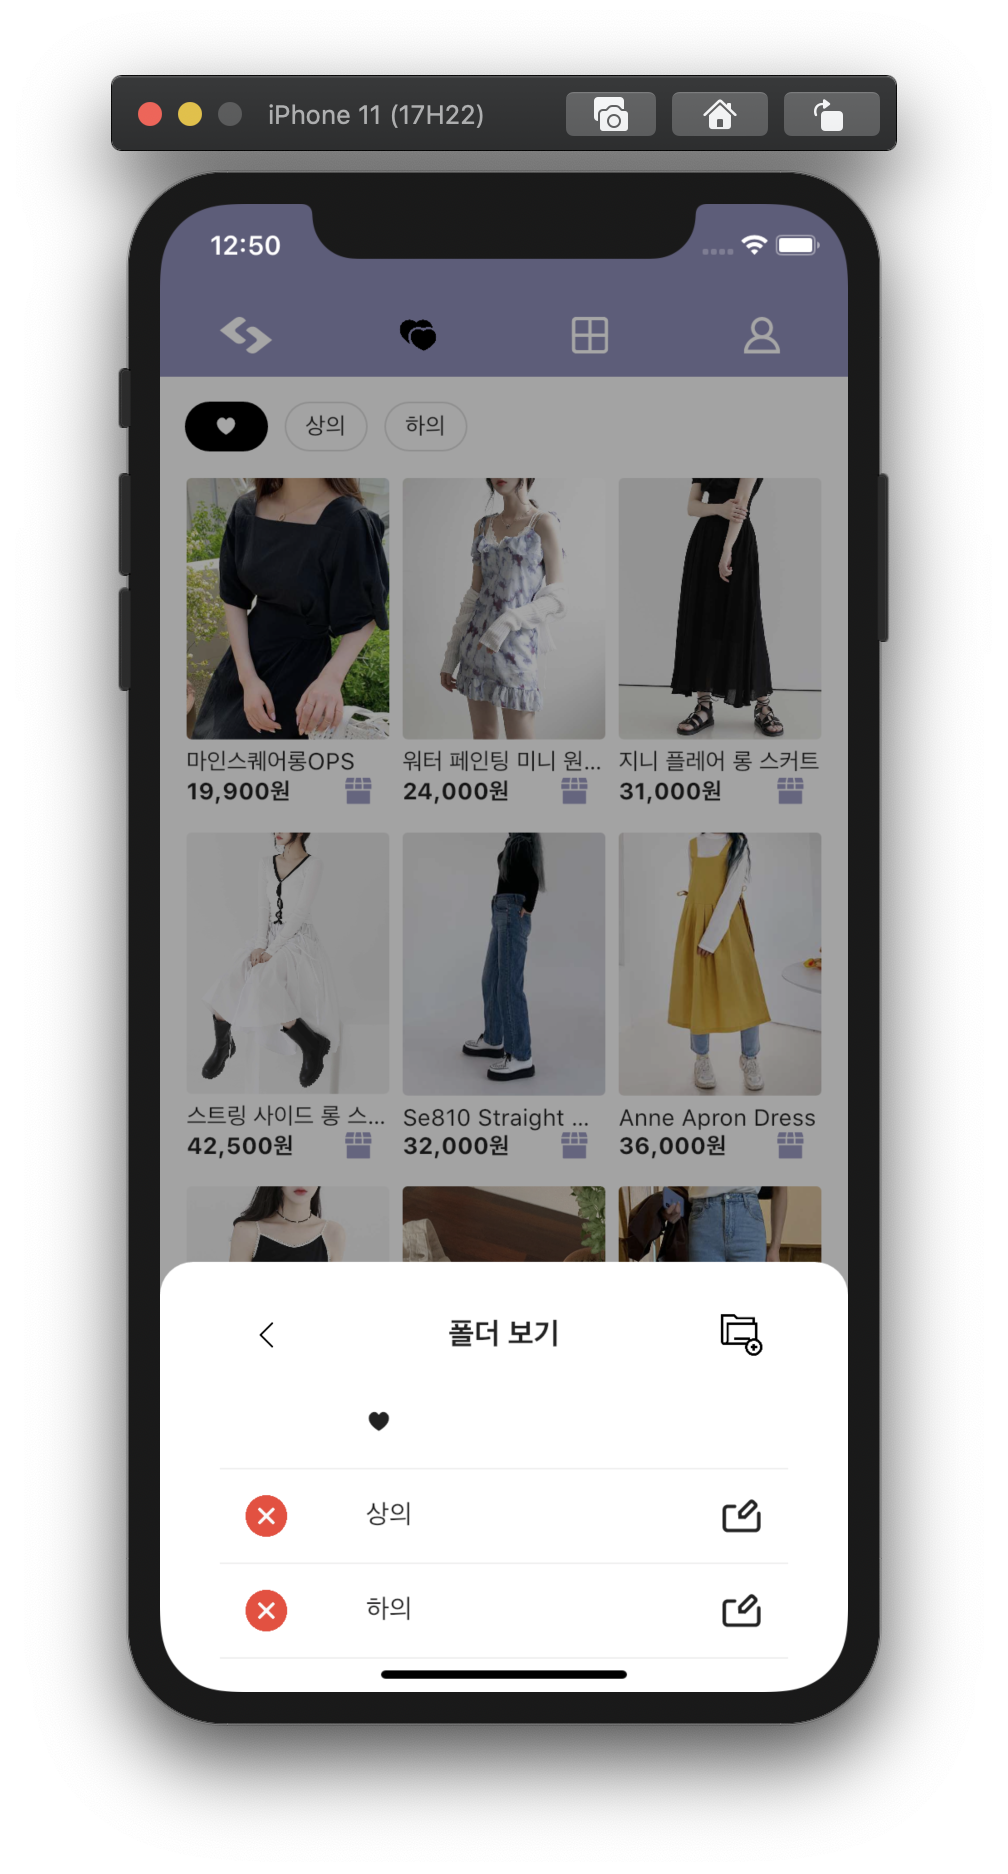 iPhone 11 (17H22)
12:50
상의 하의
마인스퀘어롱OPS 워터 페인팅 미니 원... 지니 플레어 롱 스커트
19,900원 24,000원 31,000원
스트링 사이드 롱 스... Se810 Straight ... Anne Apron Dress
42,500원 32,000원 36,000원
폴더 보기
상의
하의